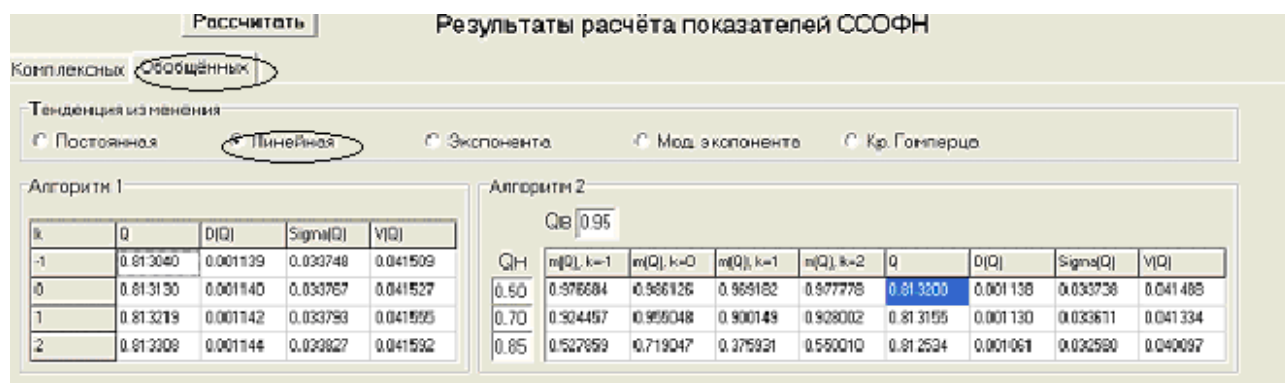 Рассчитать Результаты расчёта показателей ССОФН
Комплексных Обобщённых
Тенденция изменения
Постоянная Линейная Экспонента Мод. экспонента Кр. Гомперца
Алгоритм 1 Алгоритм 2
Qв 0.95
k Q D(Q) Sigma(Q) V(Q)
Qн m(Q), k=-1 m(Q), k=0 m(Q), k=1 m(Q), k=2 Q D(Q) Sigma(Q) V(Q)
-1 0.813040 0.001139 0.033748 0.041509
0 0.813130 0.001140 0.033767 0.041527
0.50 0.976684 0.986126 0.969182 0.977778 0.813200 0.001138 0.033738 0.041488
1 0.813219 0.001142 0.033793 0.041555
0.70 0.924457 0.955048 0.900149 0.928002 0.813155 0.001130 0.033611 0.041334
2 0.813308 0.001144 0.033827 0.041592
0.85 0.527859 0.719047 0.375931 0.550010 0.812534 0.001061 0.032580 0.040097